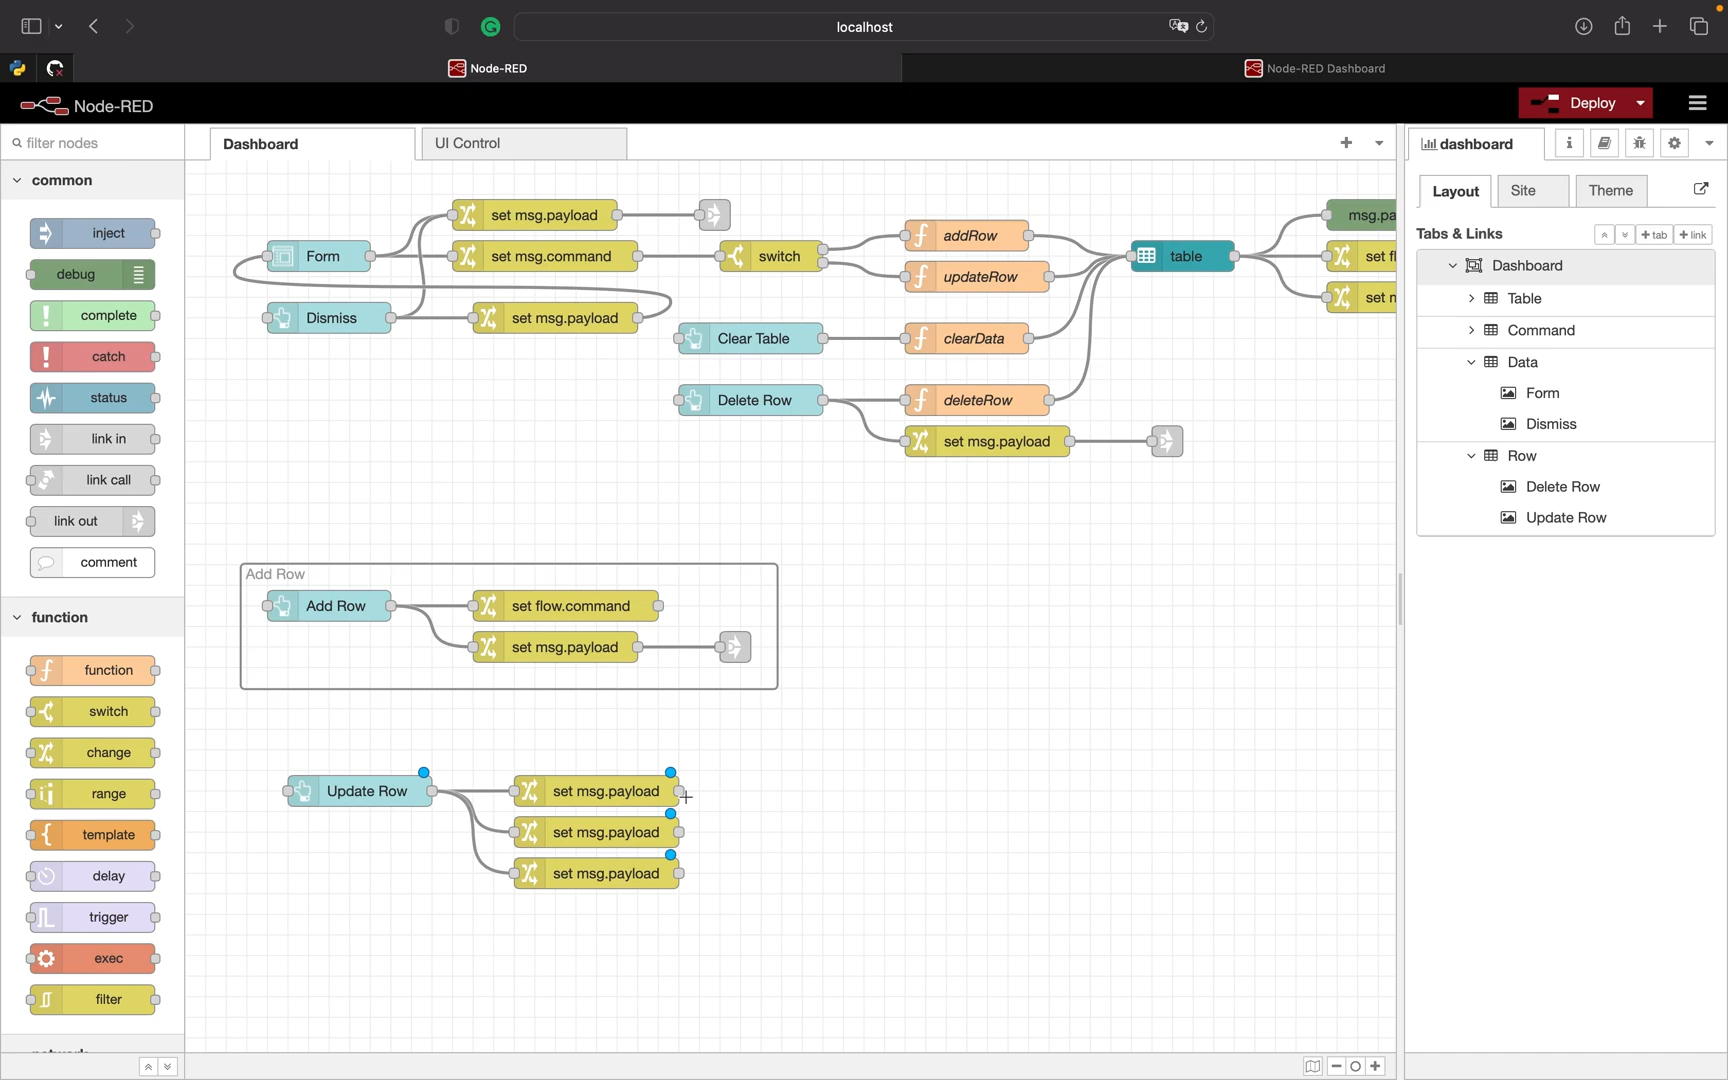 localhost
Node-RED
Node-RED Dashboard
Node-RED
Deploy
filter nodes
common
inject
debug
complete
catch
status
link in
link call
link out
comment
function
function
switch
change
range
template
delay
trigger
exec
filter
Dashboard
UI Control
set msg.payload
Form
set msg.command
switch
addRow
updateRow
table
msg.pa
set fl
set m
Dismiss
set msg.payload
Clear Table
clearData
Delete Row
deleteRow
set msg.payload
Add Row
Add Row
set flow.command
set msg.payload
Update Row
set msg.payload
set msg.payload
set msg.payload
dashboard
Layout
Site
Theme
Tabs & Links
+ tab
+ link
Dashboard
Table
Command
Data
Form
Dismiss
Row
Delete Row
Update Row